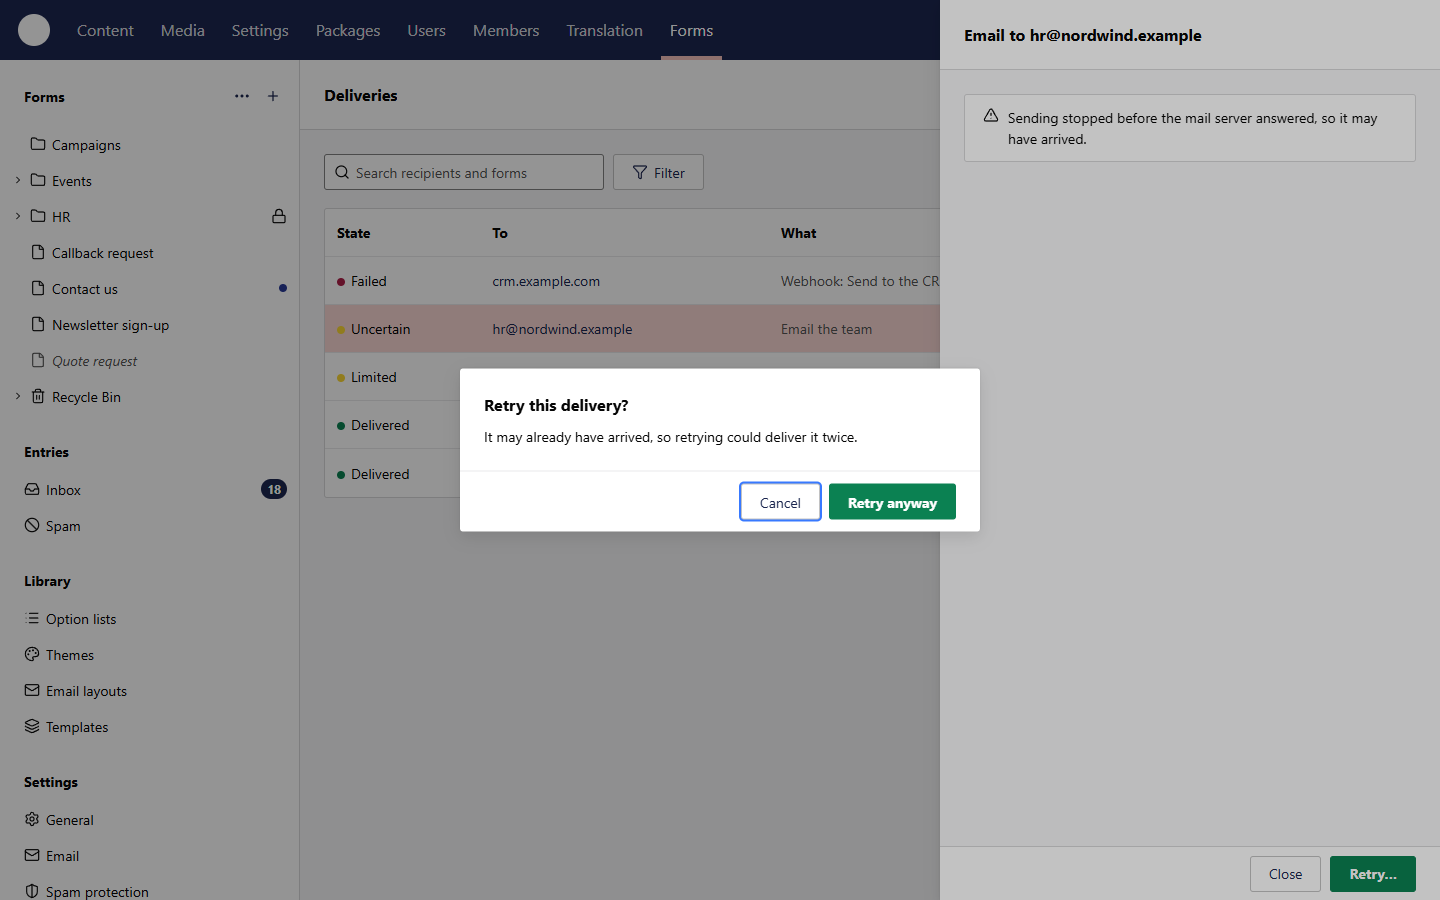 Content Media Settings Packages Users Members Translation Forms
Email to hr@nordwind.example
Sending stopped before the mail server answered, so it may
have arrived.
Forms
Campaigns
Events
HR
Callback request
Contact us
Newsletter sign-up
Quote request
Recycle Bin
Entries
Inbox 18
Spam
Library
Option lists
Themes
Email layouts
Templates
Settings
General
Email
Spam protection
Deliveries
Search recipients and forms
Filter
State To What
Failed crm.example.com Webhook: Send to the CR
Uncertain hr@nordwind.example Email the team
Limited
Delivered
Delivered
Retry this delivery?
It may already have arrived, so retrying could deliver it twice.
Cancel Retry anyway
Close Retry...